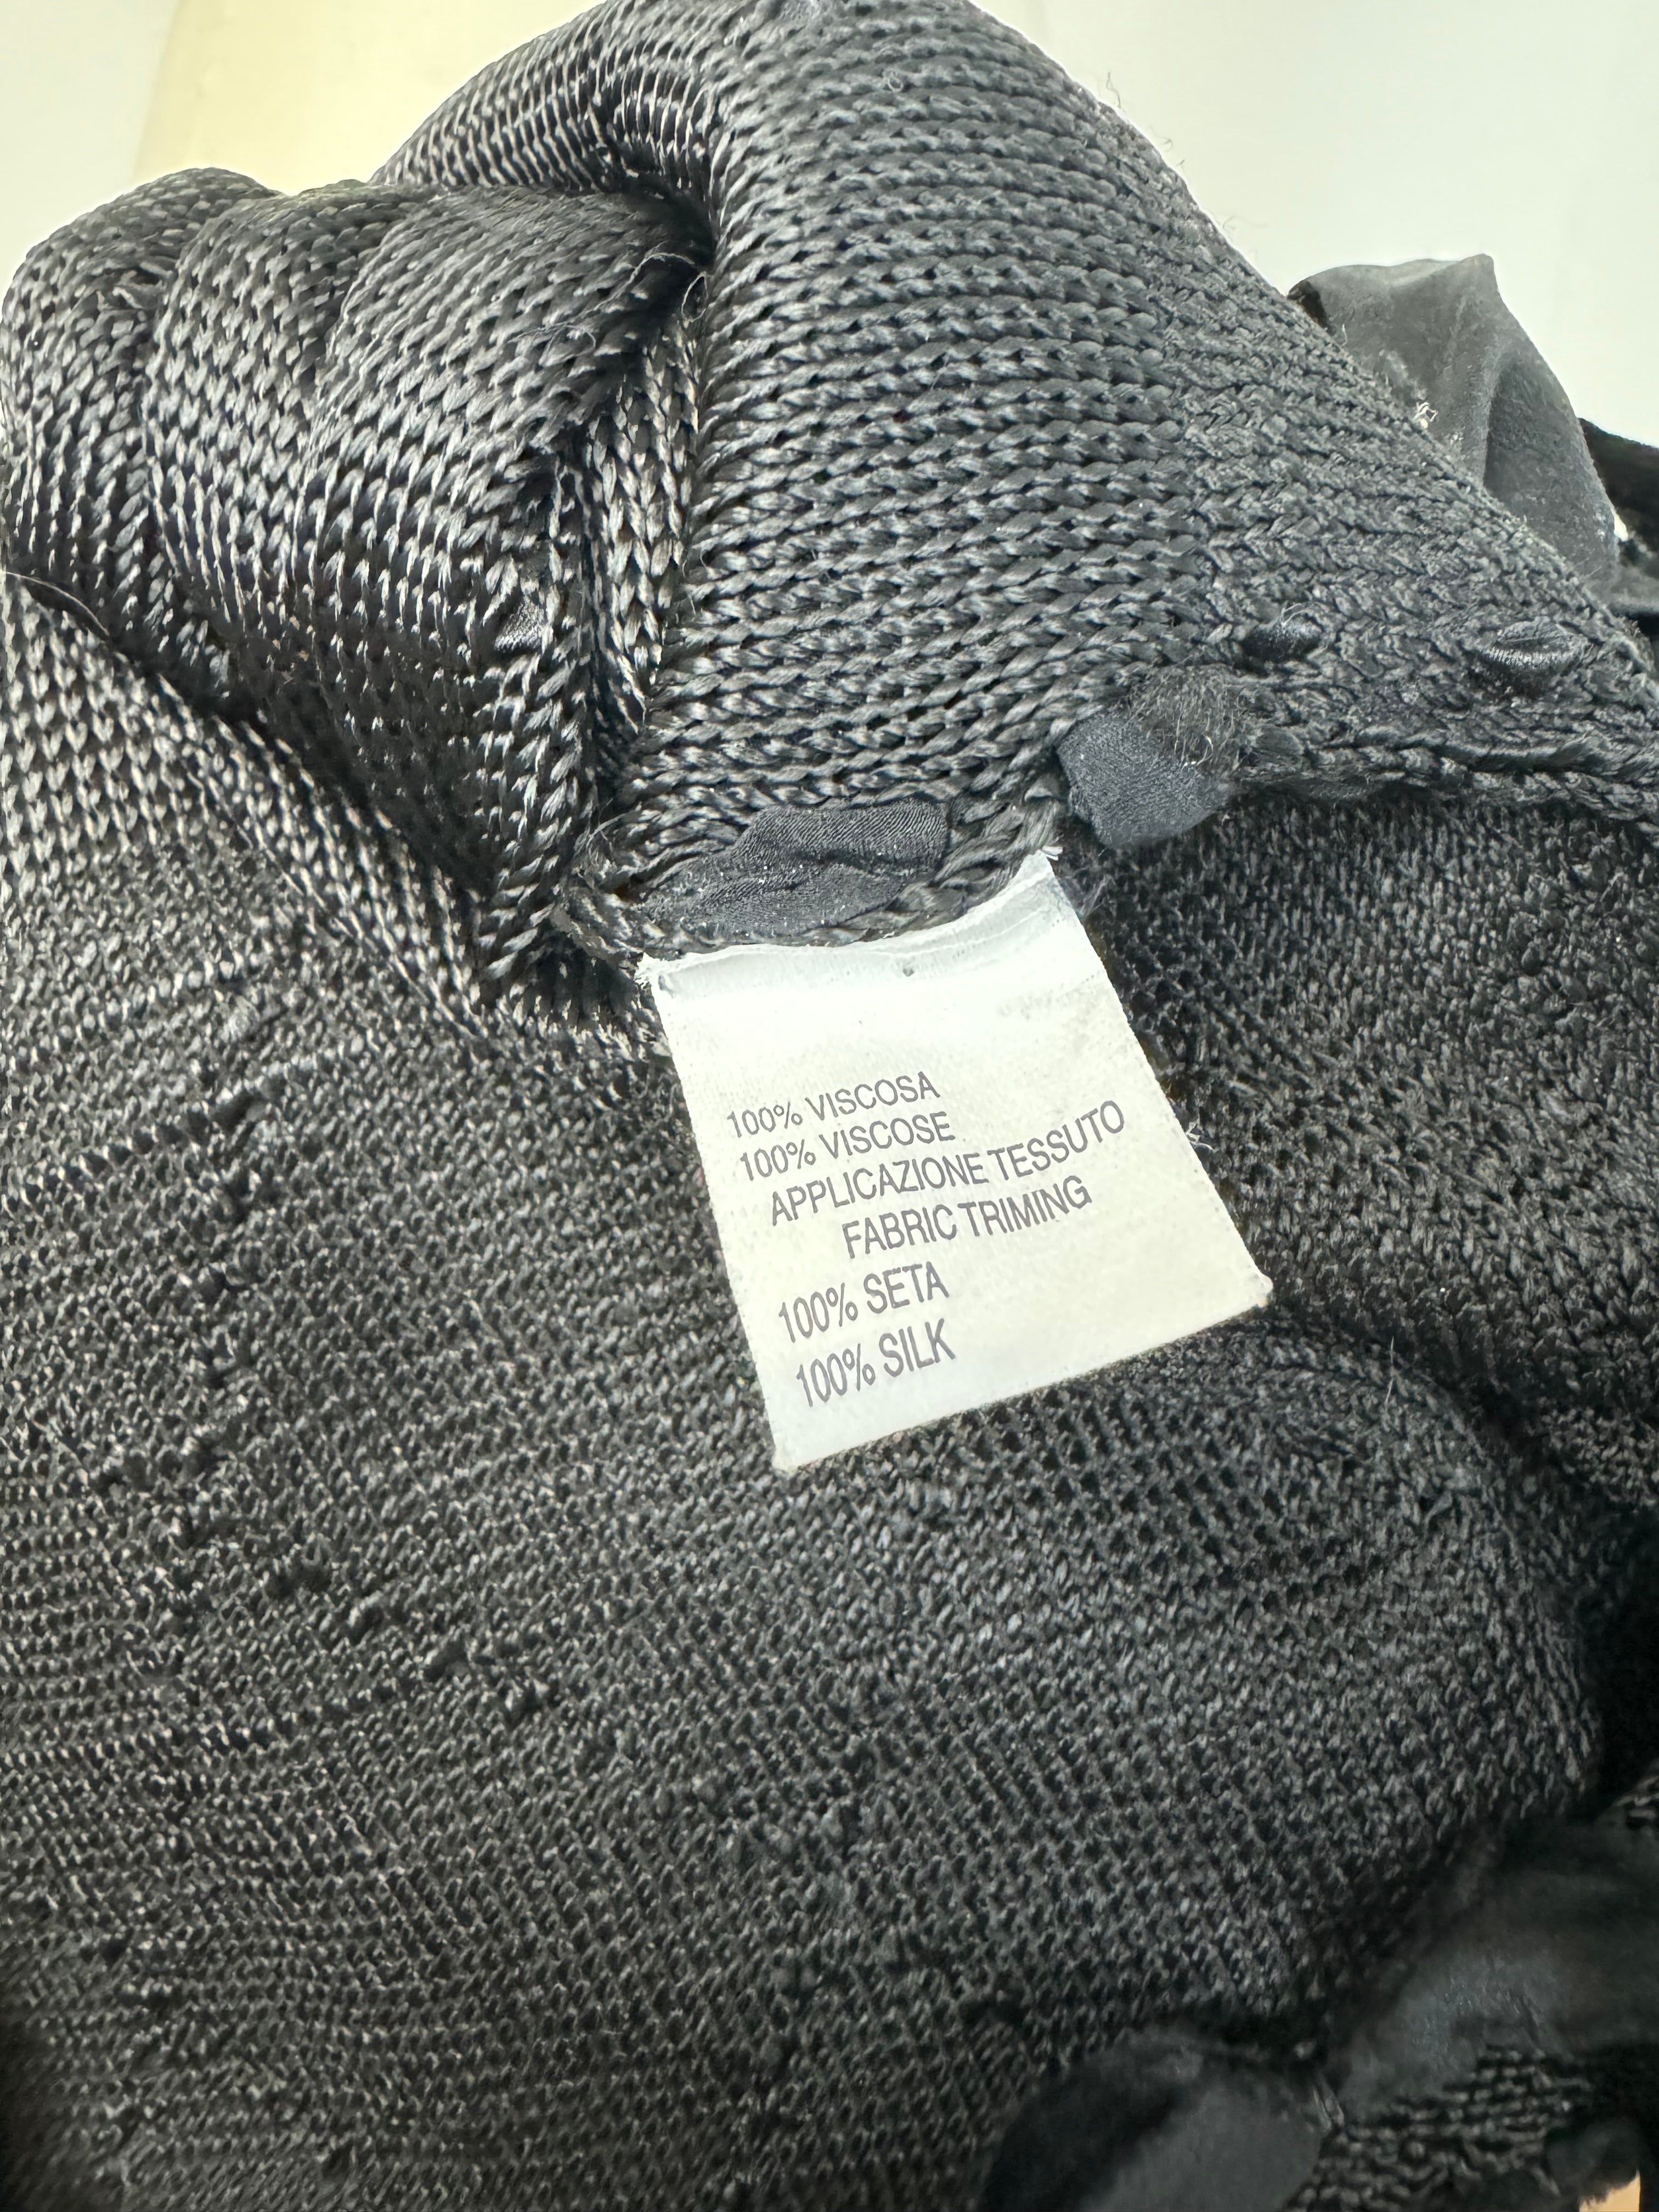 100% VISCOSA
100% VISCOSE
APPLICAZIONE TESSUTO
FABRIC TRIMING
100% SETA
100% SILK